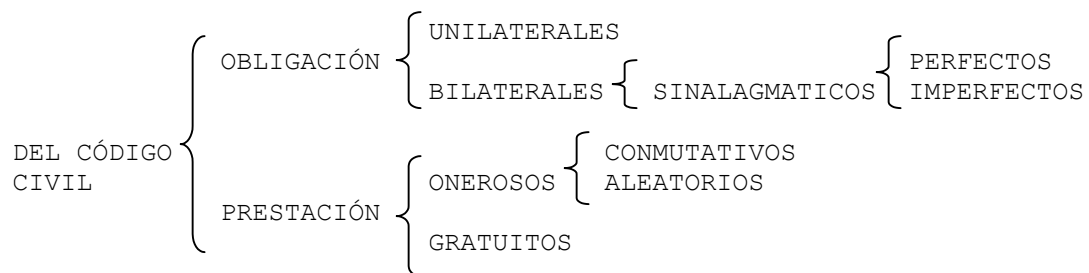 UNILATERALES
OBLIGACIÓN
PERFECTOS
BILATERALES
SINALAGMATICOS
IMPERFECTOS
DEL CÓDIGO
CIVIL
CONMUTATIVOS
ONEROSOS
ALEATORIOS
PRESTACIÓN
GRATUITOS